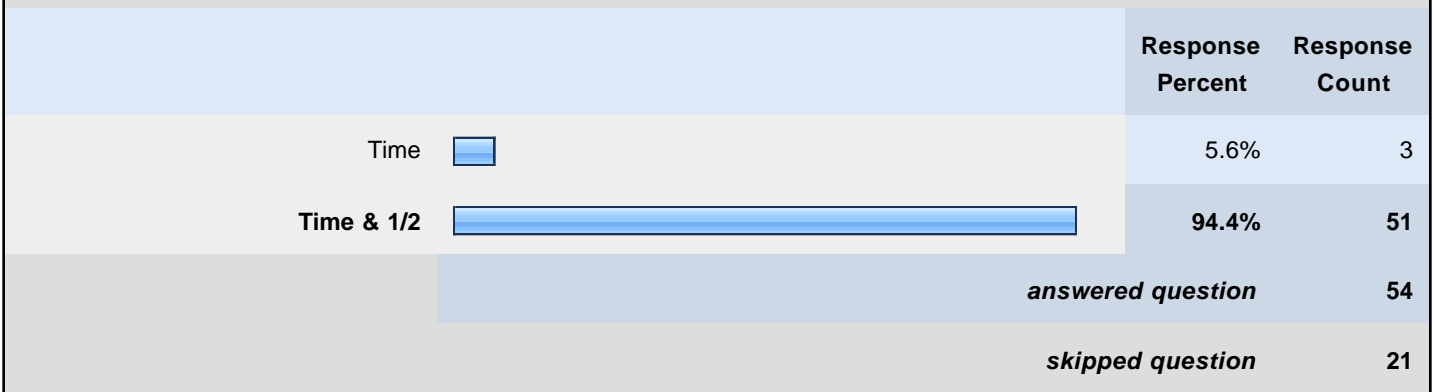 Response Percent Response Count
Time 5.6% 3
Time & 1/2 94.4% 51
answered question 54
skipped question 21